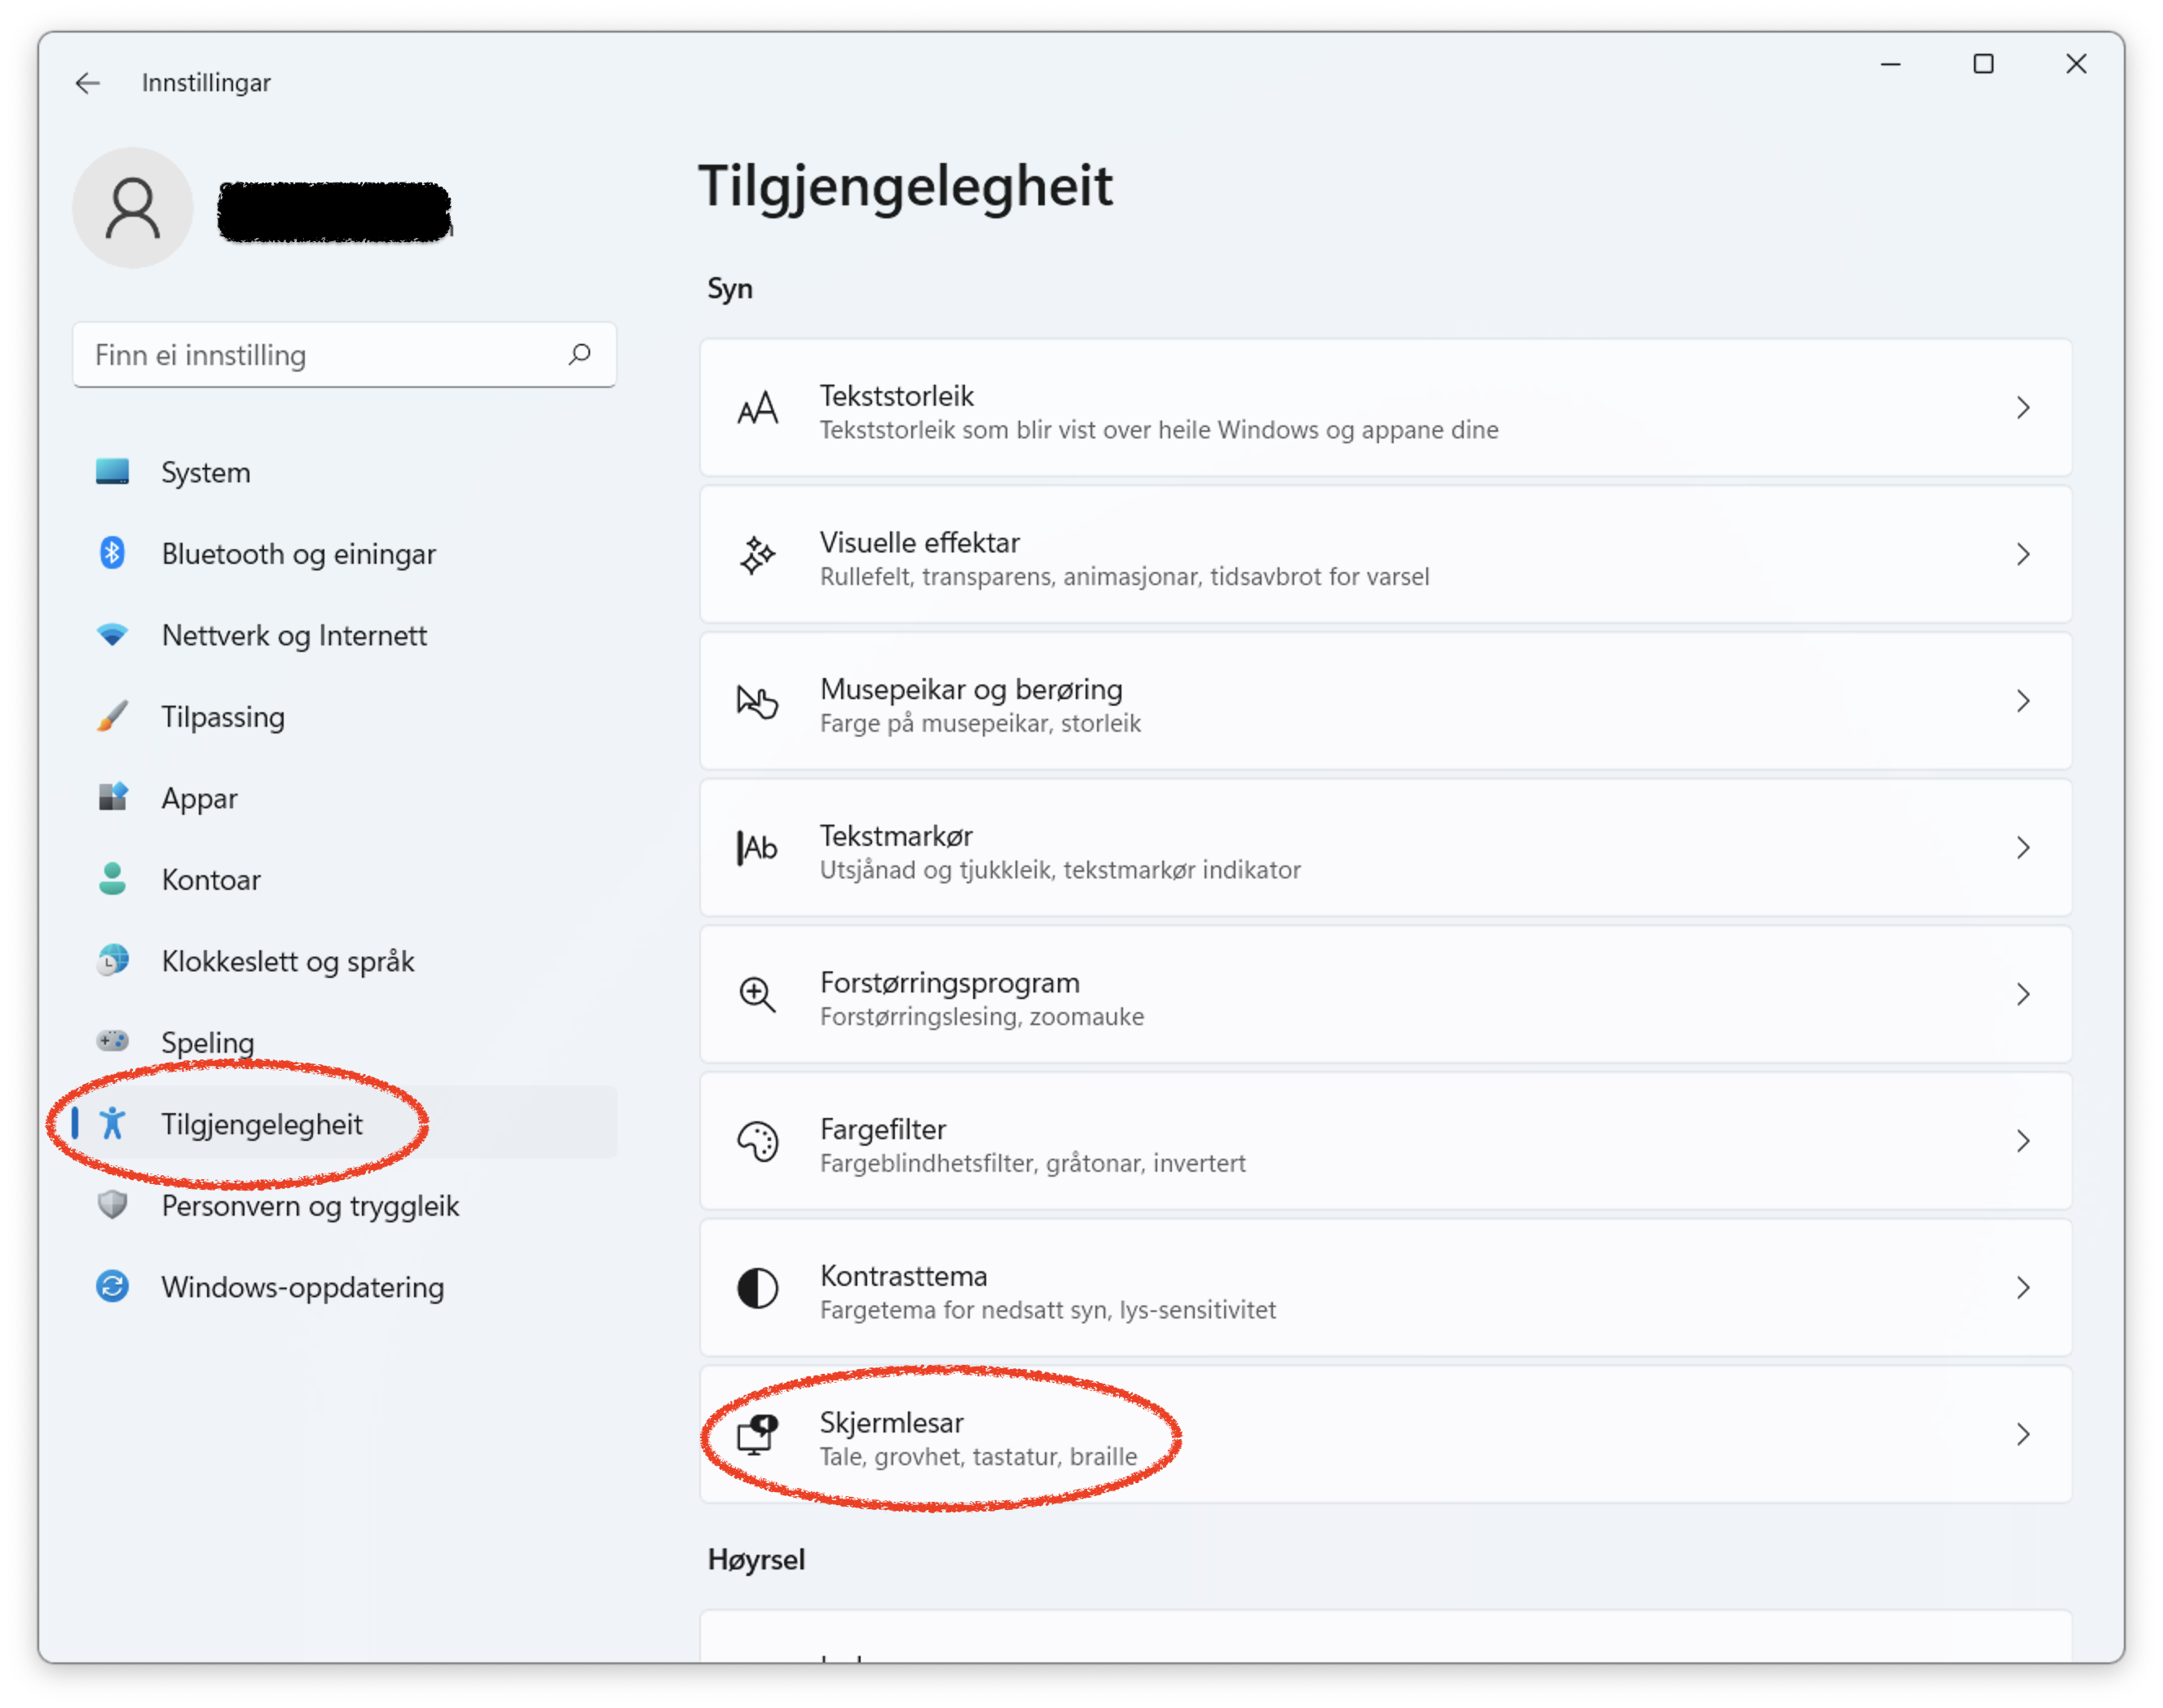 Innstillingar
Finn ei innstilling
System
Bluetooth og einingar
Nettverk og Internett
Tilpassing
Appar
Kontoar
Klokkeslett og språk
Speling
Tilgjengelegheit
Personvern og tryggleik
Windows-oppdatering
Tilgjengelegheit
Syn
Tekststorleik
Tekststorleik som blir vist over heile Windows og appane dine
Visuelle effektar
Rullefelt, transparens, animasjonar, tidsavbrot for varsel
Musepeikar og berøring
Farge på musepeikar, storleik
Tekstmarkør
Utsjånad og tjukkleik, tekstmarkør indikator
Forstørringsprogram
Forstørringslesing, zoomauke
Fargefilter
Fargeblindhetsfilter, gråtonar, invertert
Kontrasttema
Fargetema for nedsatt syn, lys-sensitivitet
Skjermlesar
Tale, grovhet, tastatur, braille
Høyrsel